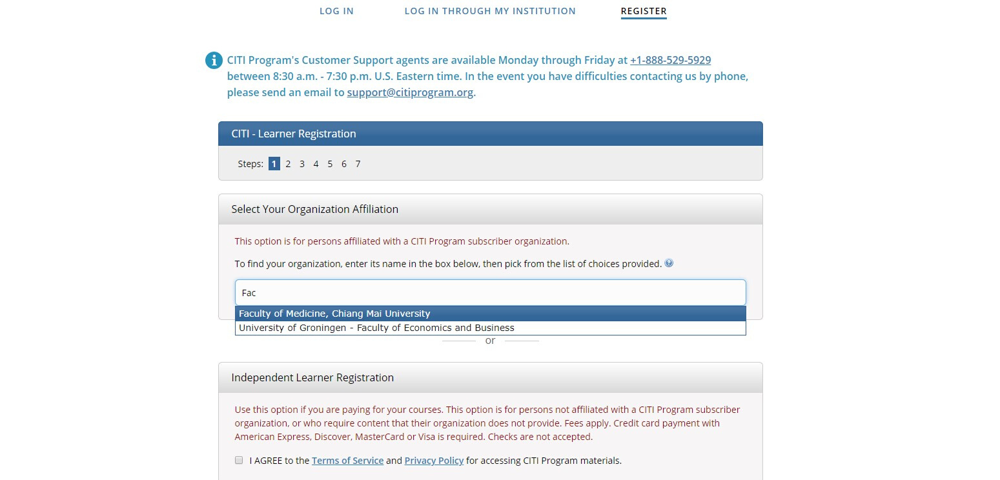 LOG IN
LOG IN THROUGH MY INSTITUTION
REGISTER
CITI Program's Customer Support agents are available Monday through Friday at +1-888-529-5929
between 8:30 a.m. - 7:30 p.m. U.S. Eastern time. In the event you have difficulties contacting us by phone,
please send an email to support@citiprogram.org.
CITI - Learner Registration
Steps: 1 2 3 4 5 6 7
Select Your Organization Affiliation
This option is for persons affiliated with a CITI Program subscriber organization.
To find your organization, enter its name in the box below, then pick from the list of choices provided. ?
Fac
Faculty of Medicine, Chiang Mai University
University of Groningen - Faculty of Economics and Business
or
Independent Learner Registration
Use this option if you are paying for your courses. This option is for persons not affiliated with a CITI Program subscriber
organization, or who require content that their organization does not provide. Fees apply. Credit card payment with
American Express, Discover, MasterCard or Visa is required. Checks are not accepted.
I AGREE to the Terms of Service and Privacy Policy for accessing CITI Program materials.